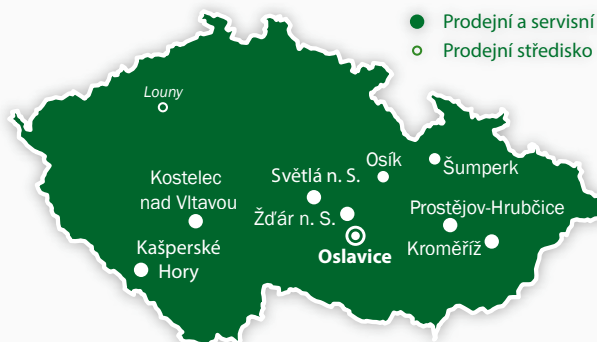 Prodejní a servisní
Prodejní středisko
Louny
Osík
Šumperk
Světlá n. S.
Kostelec
nad Vltavou
Žďár n. S.
Prostějov-Hrubčice
Kroměříž
Oslavice
Kašperské
Hory